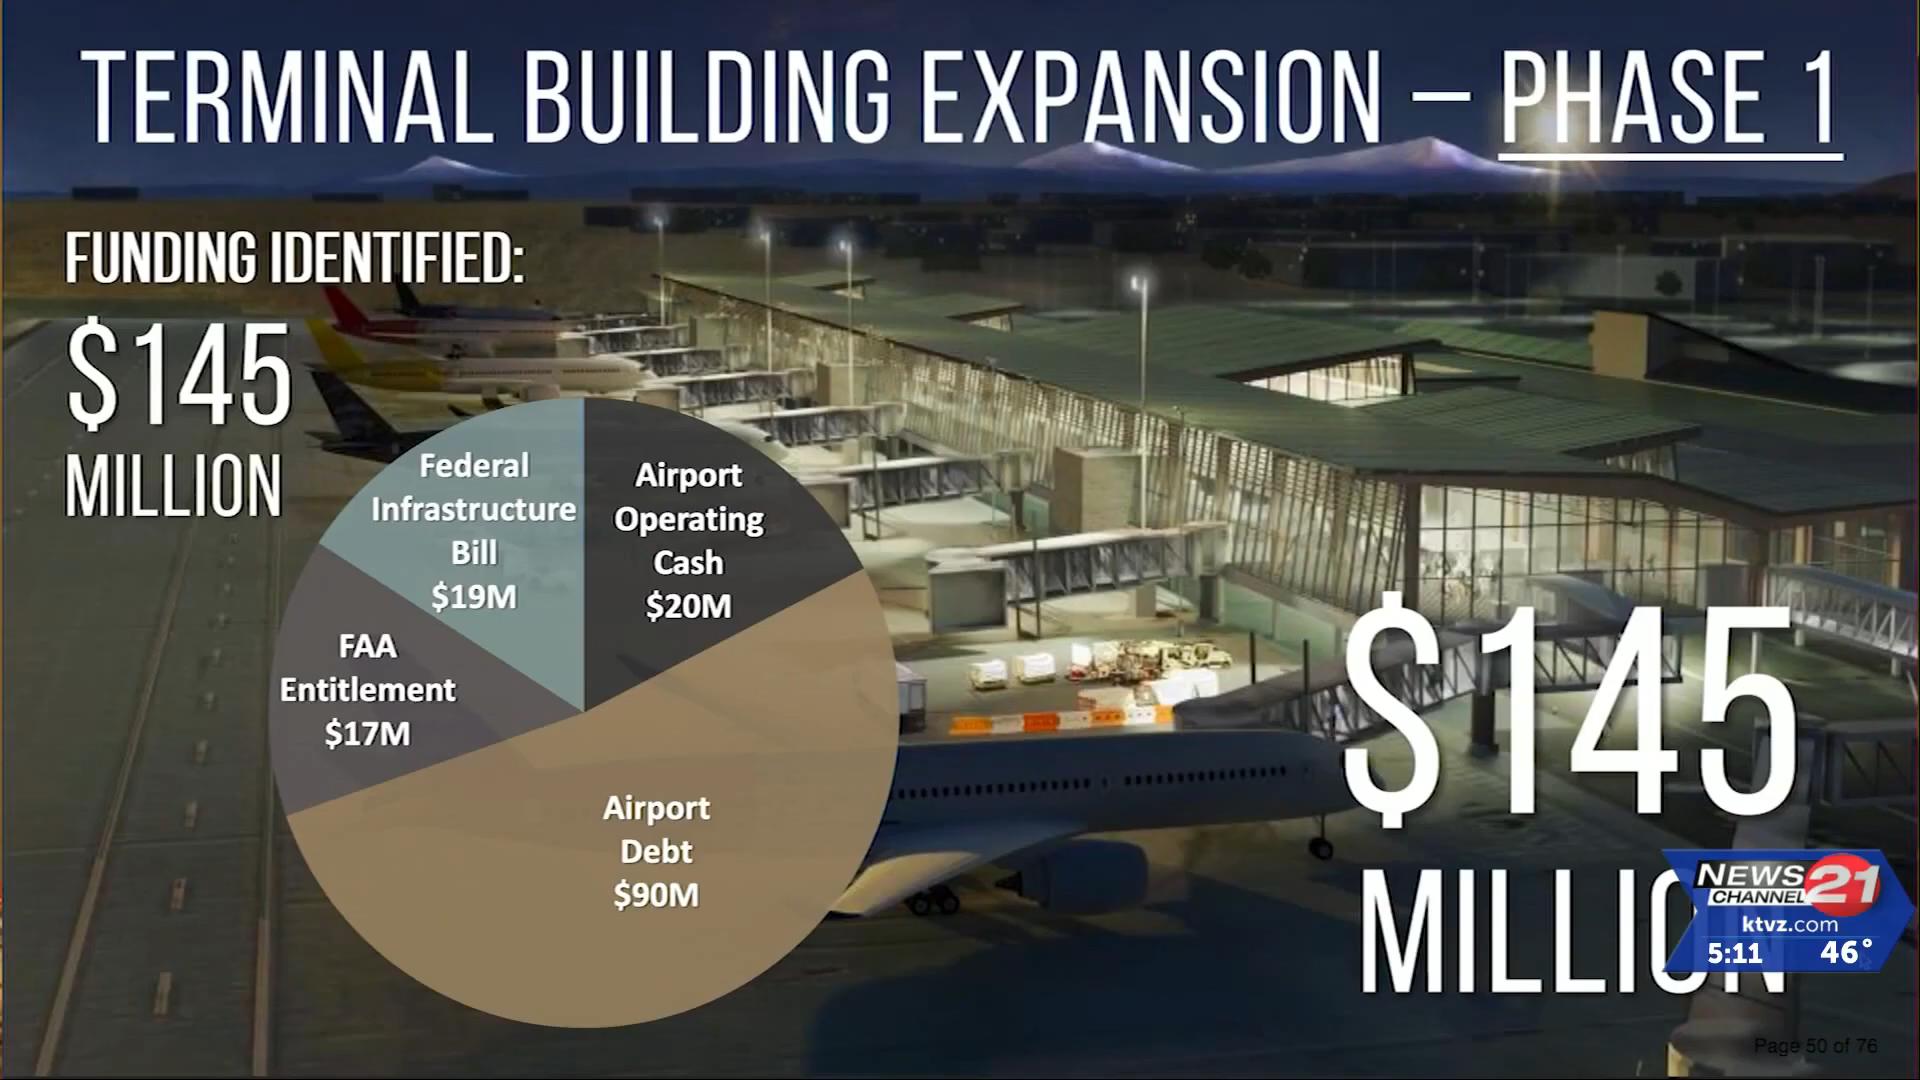 TERMINAL BUILDING EXPANSION – PHASE 1
FUNDING IDENTIFIED:
$145
MILLION
Federal
Infrastructure
Bill
$19M
Airport
Operating
Cash
$20M
FAA
Entitlement
$17M
Airport
Debt
$90M
$145
MILLION
NEWS
CHANNEL
21
ktvz.com
5:11 46°
Page 50 of 76